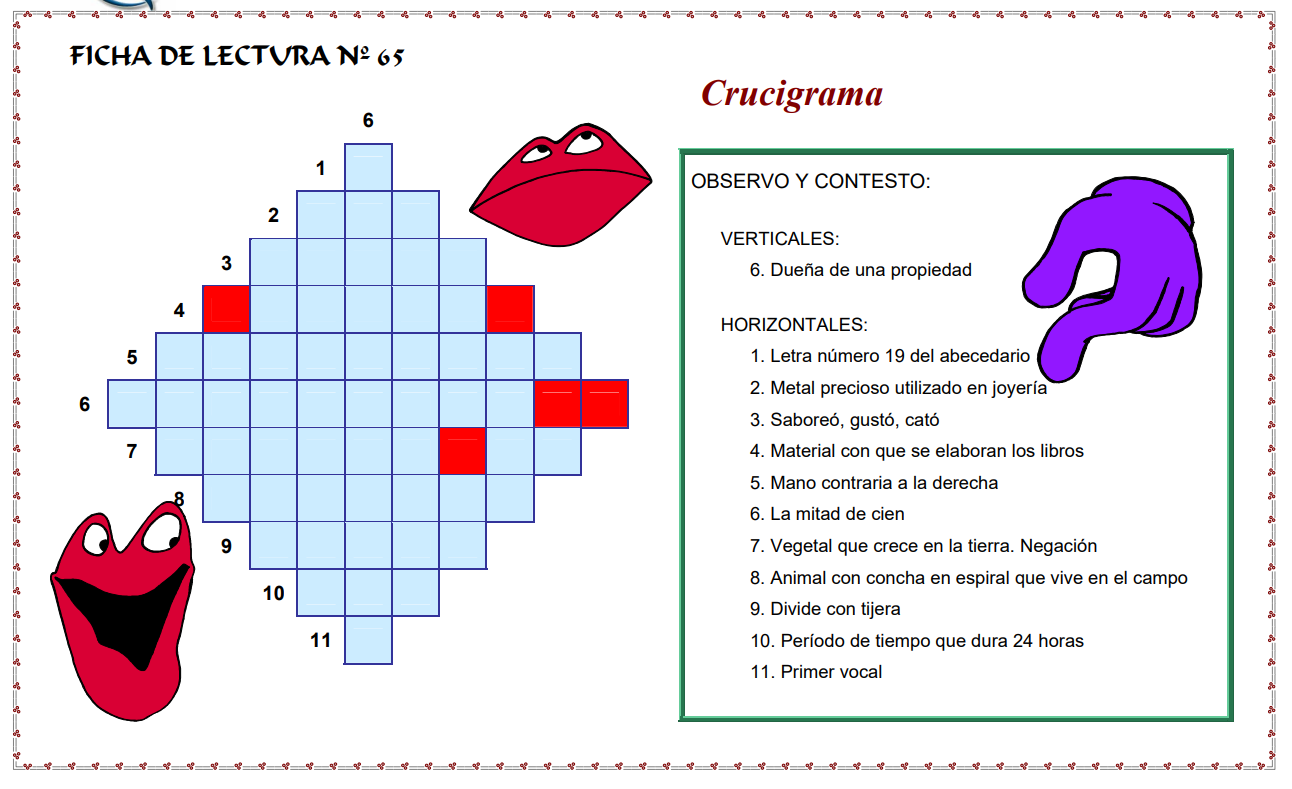 FICHA DE LECTURA Nº 65
Crucigrama
6
1
2
3
4
5
6
7
8
9
10
11
OBSERVO Y CONTESTO:
VERTICALES:
6. Dueña de una propiedad
HORIZONTALES:
1. Letra número 19 del abecedario
2. Metal precioso utilizado en joyería
3. Saboreó, gustó, cató
4. Material con que se elaboran los libros
5. Mano contraria a la derecha
6. La mitad de cien
7. Vegetal que crece en la tierra. Negación
8. Animal con concha en espiral que vive en el campo
9. Divide con tijera
10. Período de tiempo que dura 24 horas
11. Primer vocal